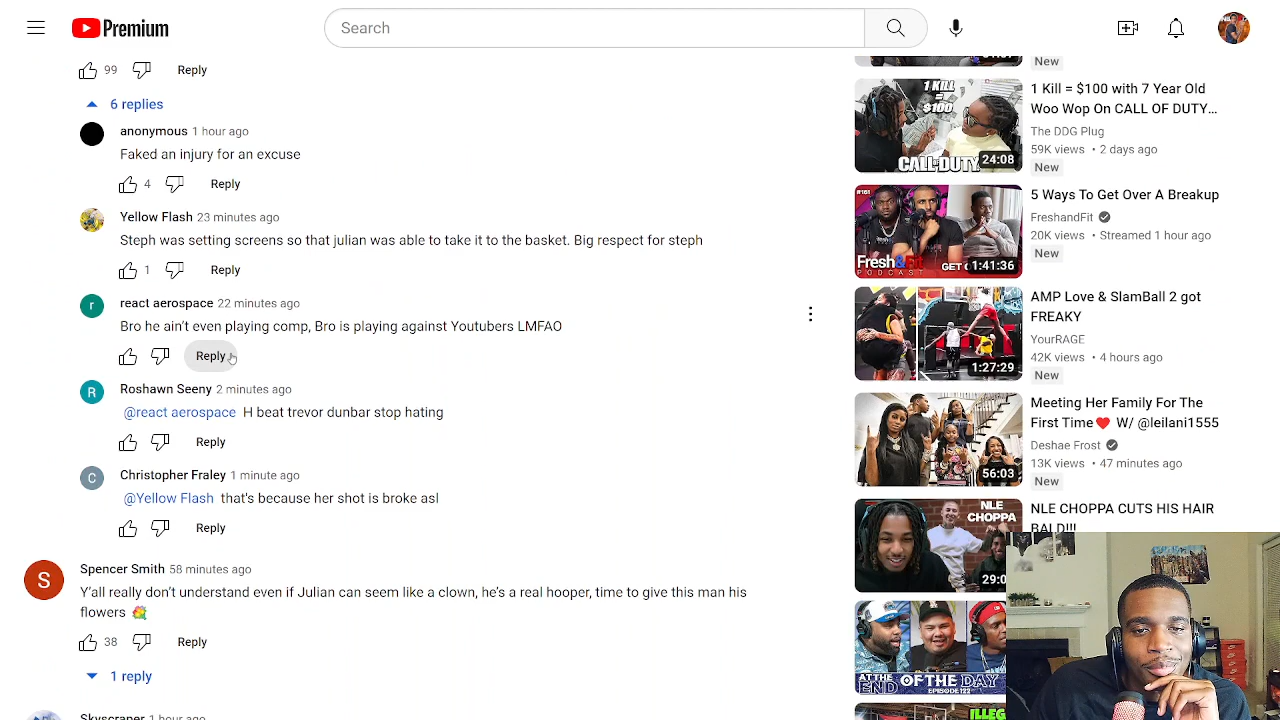 Premium
Search
99 Reply
6 replies
anonymous 1 hour ago
Faked an injury for an excuse
4 Reply
Yellow Flash 23 minutes ago
Steph was setting screens so that julian was able to take it to the basket. Big respect for steph
1 Reply
r
react aerospace 22 minutes ago
Bro he ain't even playing comp, Bro is playing against Youtubers LMFAO
Reply
R
Roshawn Seeny 2 minutes ago
@react aerospace he beat trevor dunbar stop hating
Reply
C
Christopher Fraley 1 minute ago
@Yellow Flash that's because her shot is broke asl
Reply
S
Spencer Smith 58 minutes ago
Y'all really don't understand even if Julian can seem like a clown, he's a real hooper, time to give this man his
flowers 💐
38 Reply
1 reply
Skyscraper 1 hour ago
New
1 KILL
=
$100
CALL OF DUTY
24:08
1 Kill = $100 with 7 Year Old
Woo Wop On CALL OF DUTY…
The DDG Plug
59K views • 2 days ago
New
#161
Fresh&Fit
PODCAST
1:41:36
5 Ways To Get Over A Breakup
FreshandFit
20K views • Streamed 1 hour ago
New
1:27:29
AMP Love & SlamBall 2 got
FREAKY
YourRAGE
42K views • 4 hours ago
New
56:03
Meeting Her Family For The
First Time❤️ W/ @leilani1555
Deshae Frost
13K views • 47 minutes ago
New
NLE
CHOPPA
NLE CHOPPA CUTS HIS HAIR
BALD!!!
AT THE
END OF THE DAY
EPISODE 122